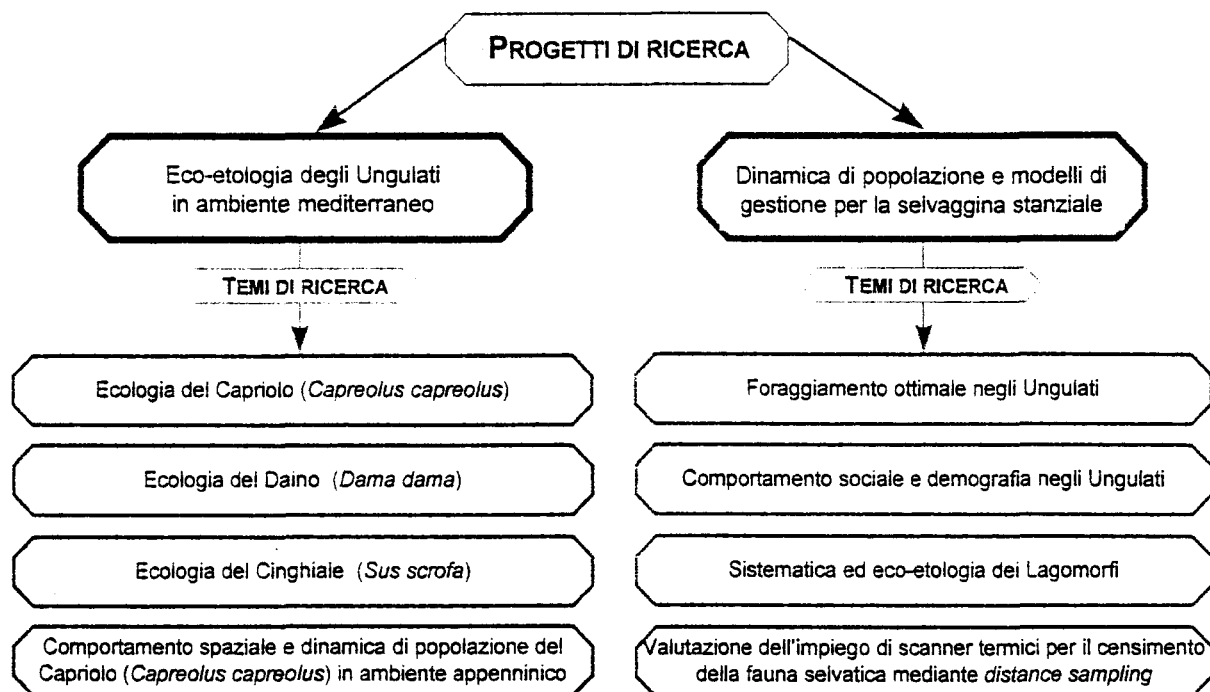 PROGETTI DI RICERCA
Eco-etologia degli Ungulati
in ambiente mediterraneo
TEMI DI RICERCA
Ecologia del Capriolo (Capreolus capreolus)
Ecologia del Daino (Dama dama)
Ecologia del Cinghiale (Sus scrofa)
Comportamento spaziale e dinamica di popolazione del
Capriolo (Capreolus capreolus) in ambiente appenninico
Dinamica di popolazione e modelli di
gestione per la selvaggina stanziale
TEMI DI RICERCA
Foraggiamento ottimale negli Ungulati
Comportamento sociale e demografia negli Ungulati
Sistematica ed eco-etologia dei Lagomorfi
Valutazione dell'impiego di scanner termici per il censimento
della fauna selvatica mediante distance sampling